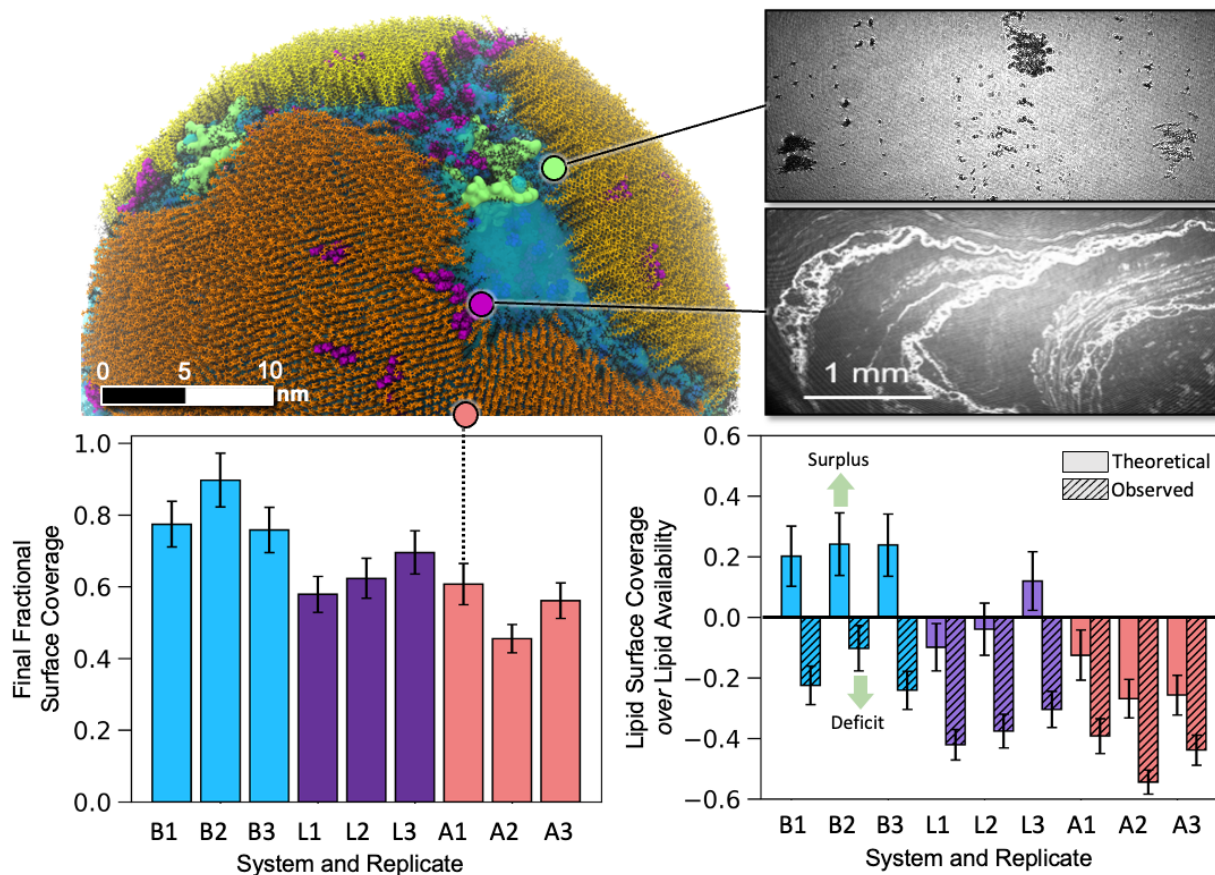 0 5 10
nm
1 mm
1.0
0.8
0.6
0.4
0.2
0.0
Final Fractional
Surface Coverage
B1 B2 B3 L1 L2 L3 A1 A2 A3
System and Replicate
0.6
0.4
0.2
0.0
−0.2
−0.4
−0.6
Lipid Surface Coverage
over Lipid Availability
Surplus
Deficit
Theoretical
Observed
B1 B2 B3 L1 L2 L3 A1 A2 A3
System and Replicate